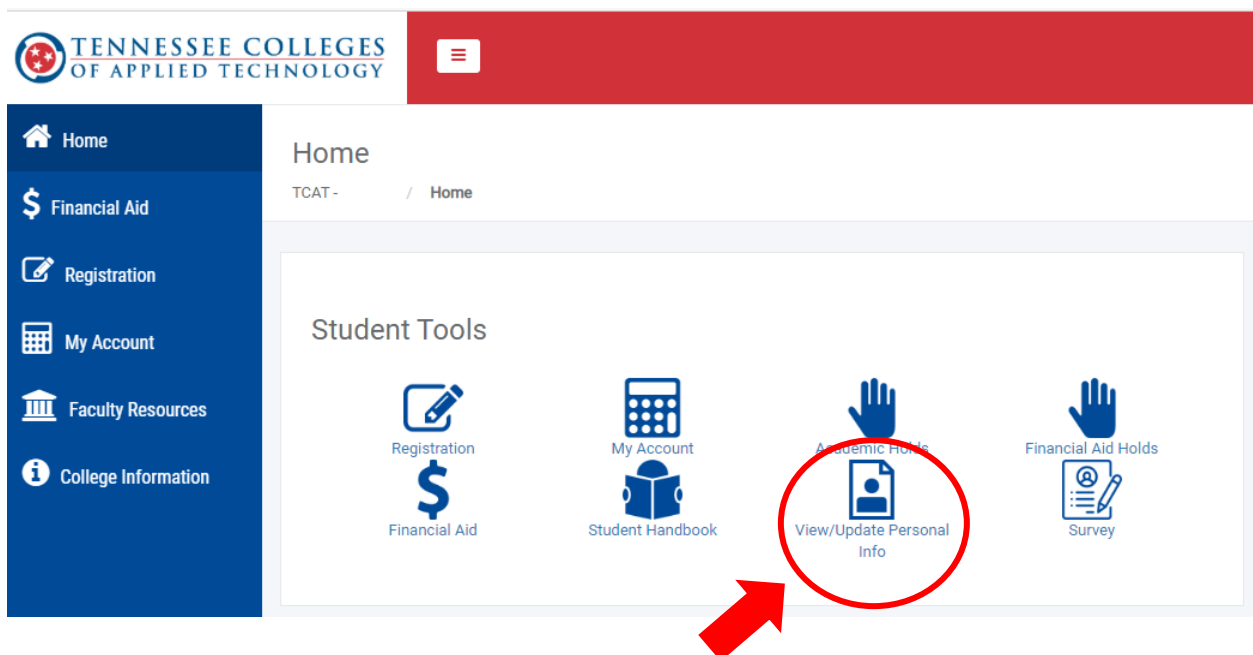 TENNESSEE COLLEGES
OF APPLIED TECHNOLOGY
Home
Financial Aid
Registration
My Account
Faculty Resources
College Information
Home
TCAT - / Home
Student Tools
Registration
My Account
Academic Holds
Financial Aid Holds
Financial Aid
Student Handbook
View/Update Personal
Info
Survey